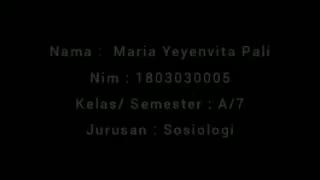 Nama :  Maria Yeyenvita Pali
Nim : 1803030005
Kelas/ Semester : A/7
Jurusan : Sosiologi